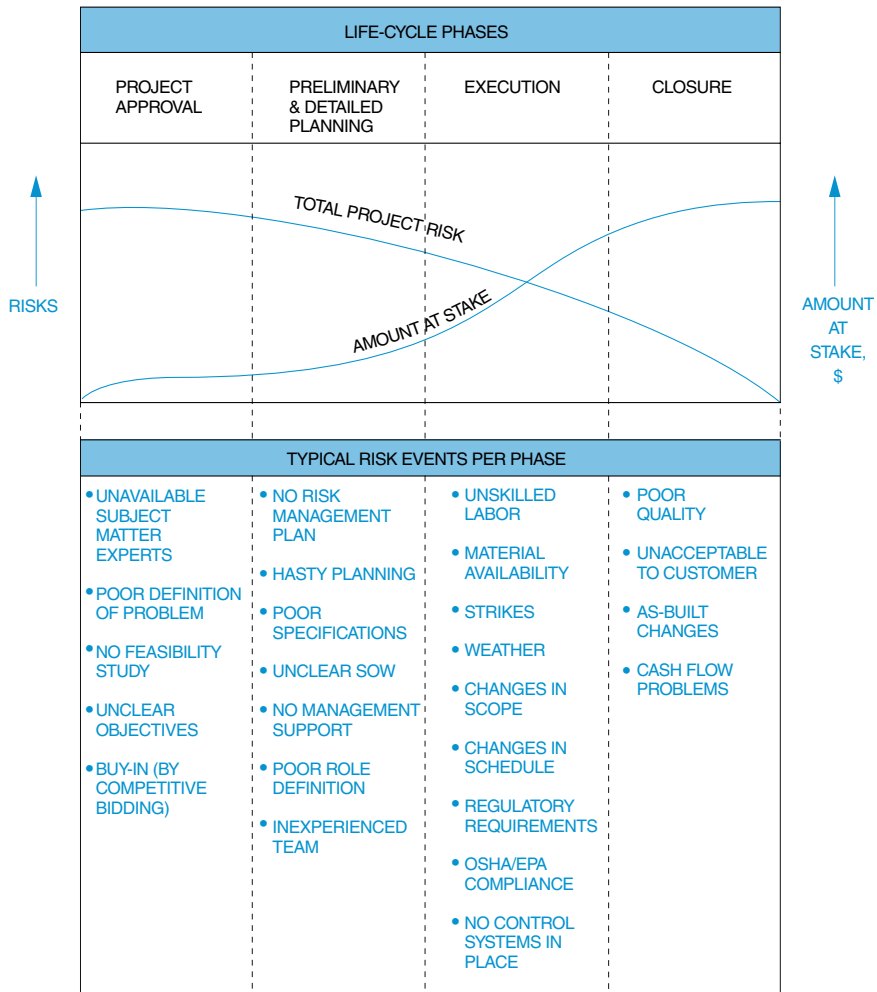 LIFE-CYCLE PHASES
PROJECT
APPROVAL
PRELIMINARY
& DETAILED
PLANNING
EXECUTION
CLOSURE
TOTAL PROJECT RISK
AMOUNT AT STAKE
RISKS
AMOUNT
AT
STAKE,
$
TYPICAL RISK EVENTS PER PHASE
• UNAVAILABLE
SUBJECT
MATTER
EXPERTS
• POOR DEFINITION
OF PROBLEM
• NO FEASIBILITY
STUDY
• UNCLEAR
OBJECTIVES
• BUY-IN (BY
COMPETITIVE
BIDDING)
• NO RISK
MANAGEMENT
PLAN
• HASTY PLANNING
• POOR
SPECIFICATIONS
• UNCLEAR SOW
• NO MANAGEMENT
SUPPORT
• POOR ROLE
DEFINITION
• INEXPERIENCED
TEAM
• UNSKILLED
LABOR
• MATERIAL
AVAILABILITY
• STRIKES
• WEATHER
• CHANGES IN
SCOPE
• CHANGES IN
SCHEDULE
• REGULATORY
REQUIREMENTS
• OSHA/EPA
COMPLIANCE
• NO CONTROL
SYSTEMS IN
PLACE
• POOR
QUALITY
• UNACCEPTABLE
TO CUSTOMER
• AS-BUILT
CHANGES
• CASH FLOW
PROBLEMS